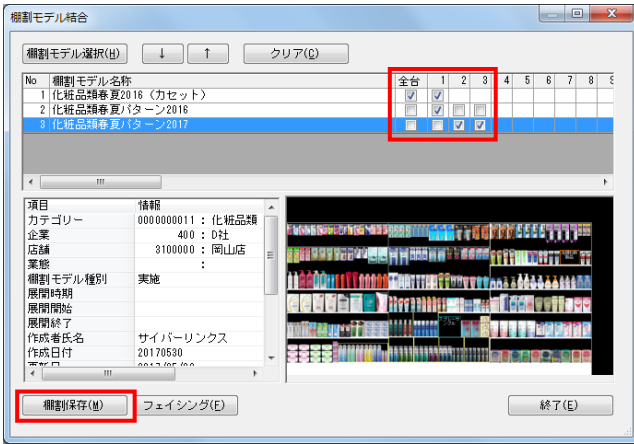 棚割モデル結合
棚割モデル選択(H) ↓ ↑ クリア(C)
No 棚割モデル名称 全台 1 2 3 4 5 6 7 8
1 化粧品類春夏2016（カセット）
2 化粧品類春夏パターン2016
3 化粧品類春夏パターン2017
項目 情報
カテゴリー 0000000011 : 化粧品類
企業 400 : D社
店舗 3100000 : 岡山店
業態 :
棚割モデル種別 実施
展開時期
展開開始
展開終了
作成者氏名 サイバーリンクス
作成日付 20170530
棚割保存(M) フェイシング(F) 終了(E)